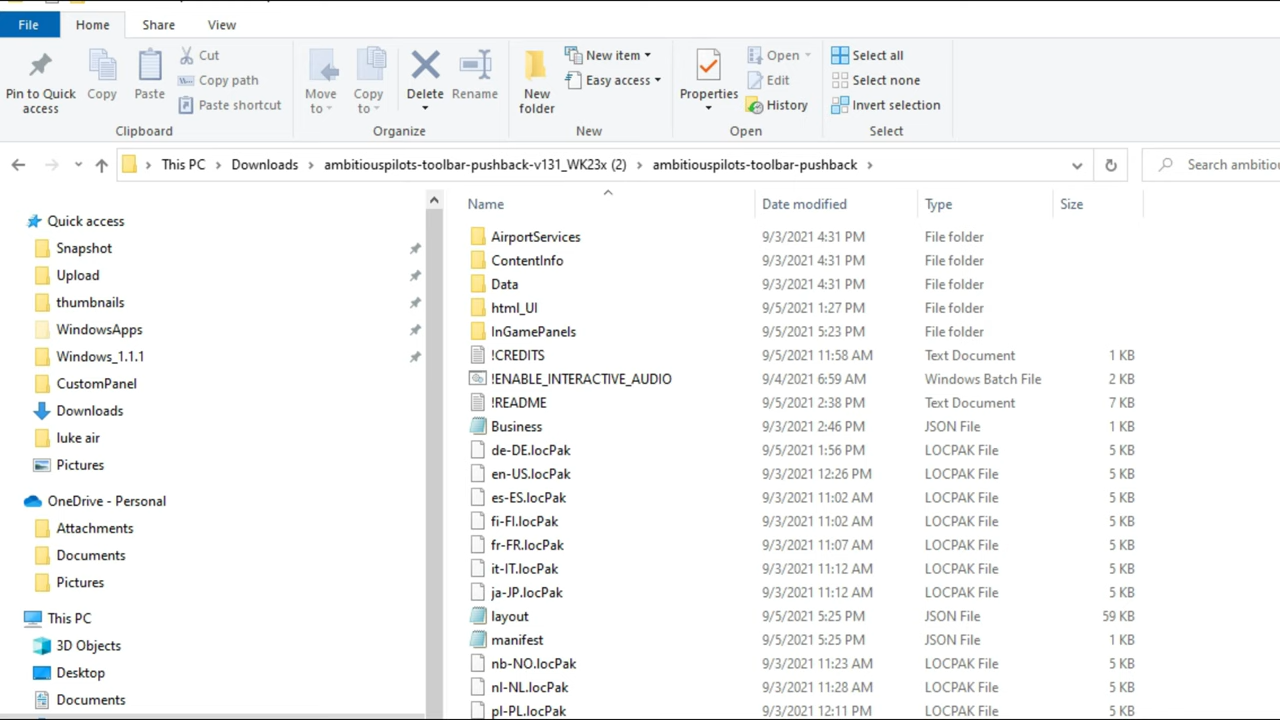 File Home Share View
Pin to Quick access
Copy
Paste
Cut
Copy path
Paste shortcut
Clipboard
Move to
Copy to
Delete
Rename
Organize
New folder
New item
Easy access
New
Properties
Open
Edit
History
Open
Select all
Select none
Invert selection
Select
This PC > Downloads > ambitiouspilots-toolbar-pushback-v131_WK23x (2) > ambitiouspilots-toolbar-pushback >
Search ambitio
Quick access
Snapshot
Upload
thumbnails
WindowsApps
Windows_1.1.1
CustomPanel
Downloads
luke air
Pictures
OneDrive - Personal
Attachments
Documents
Pictures
This PC
3D Objects
Desktop
Documents
Name Date modified Type Size
AirportServices 9/3/2021 4:31 PM File folder
ContentInfo 9/3/2021 4:31 PM File folder
Data 9/3/2021 4:31 PM File folder
html_UI 9/5/2021 1:27 PM File folder
InGamePanels 9/5/2021 5:23 PM File folder
!CREDITS 9/5/2021 11:58 AM Text Document 1 KB
!ENABLE_INTERACTIVE_AUDIO 9/4/2021 6:59 AM Windows Batch File 2 KB
!README 9/5/2021 2:38 PM Text Document 7 KB
Business 9/3/2021 2:46 PM JSON File 1 KB
de-DE.locPak 9/5/2021 1:56 PM LOCPAK File 5 KB
en-US.locPak 9/3/2021 12:26 PM LOCPAK File 5 KB
es-ES.locPak 9/3/2021 11:02 AM LOCPAK File 5 KB
fi-FI.locPak 9/3/2021 11:02 AM LOCPAK File 5 KB
fr-FR.locPak 9/3/2021 11:07 AM LOCPAK File 5 KB
it-IT.locPak 9/3/2021 11:12 AM LOCPAK File 5 KB
ja-JP.locPak 9/3/2021 11:12 AM LOCPAK File 5 KB
layout 9/5/2021 5:25 PM JSON File 59 KB
manifest 9/5/2021 5:25 PM JSON File 1 KB
nb-NO.locPak 9/3/2021 11:23 AM LOCPAK File 5 KB
nl-NL.locPak 9/3/2021 11:28 AM LOCPAK File 5 KB
pl-PL.locPak 9/3/2021 12:11 PM LOCPAK File 5 KB